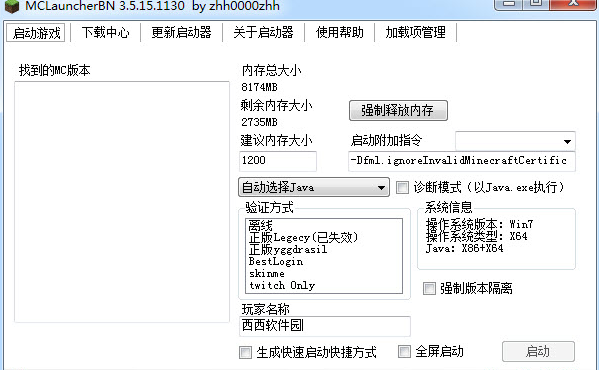 MCLauncherBN 3.5.15.1130 by zhh0000zhh
启动游戏 下载中心 更新启动器 关于启动器 使用帮助 加载项管理
找到的MC版本
内存总大小
8174MB
剩余内存大小
2735MB
强制释放内存
建议内存大小
启动附加指令
1200
-Dfml.ignoreInvalidMinecraftCertific
自动选择Java
诊断模式（以Java.exe执行）
验证方式
离线
正版Legecy(已失效)
正版yggdrasil
BestLogin
skinme
twitch Only
系统信息
操作系统版本: Win7
操作系统类型: X64
Java: X86+X64
强制版本隔离
玩家名称
西西软件园
生成快速启动快捷方式
全屏启动
启动